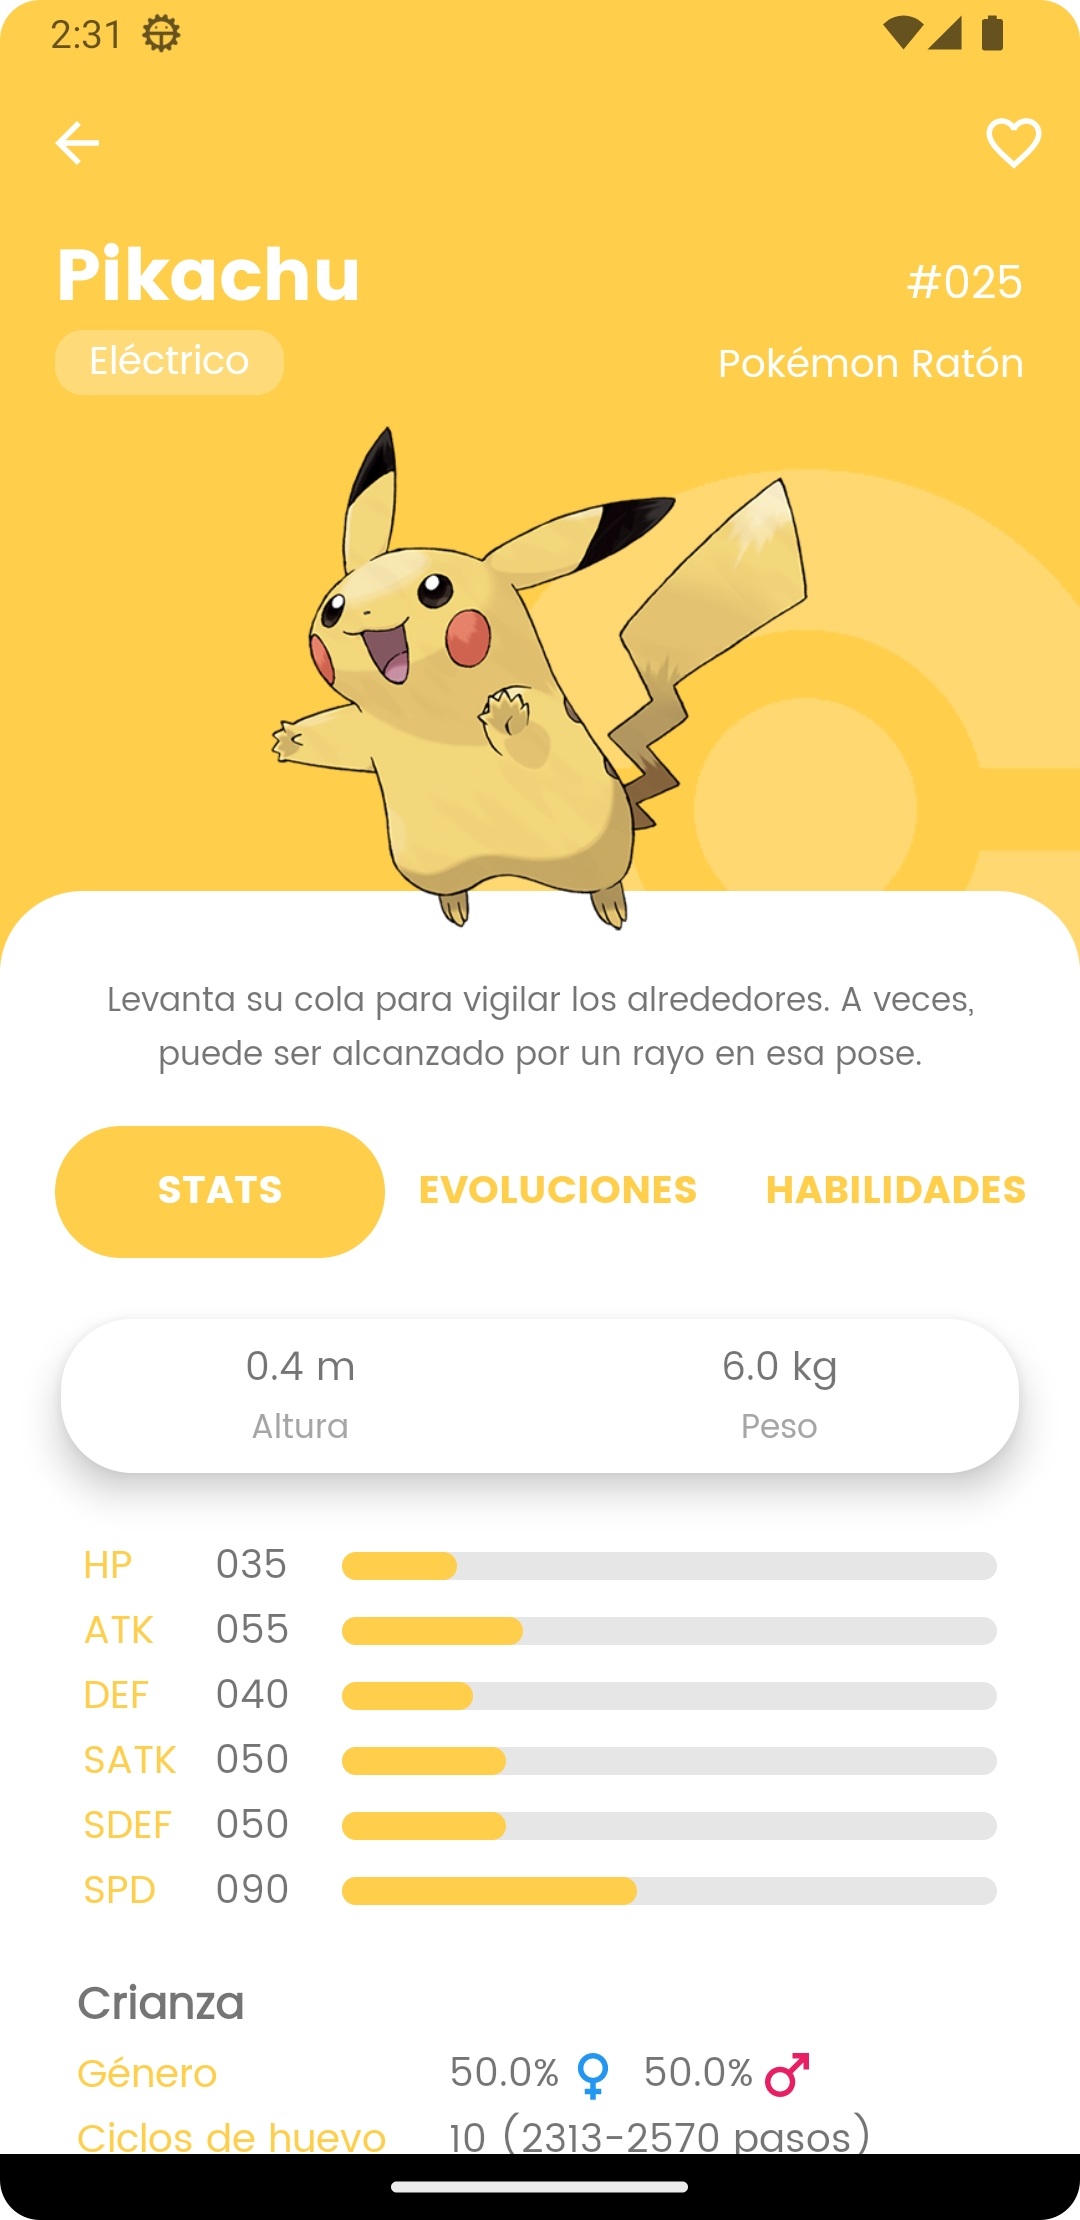 2:31
Pikachu
#025
Eléctrico
Pokémon Ratón
Levanta su cola para vigilar los alrededores. A veces,
puede ser alcanzado por un rayo en esa pose.
STATS EVOLUCIONES HABILIDADES
0.4 m 6.0 kg
Altura Peso
HP 035
ATK 055
DEF 040
SATK 050
SDEF 050
SPD 090
Crianza
Género 50.0% ♀ 50.0% ♂
Ciclos de huevo 10 (2313-2570 pasos)